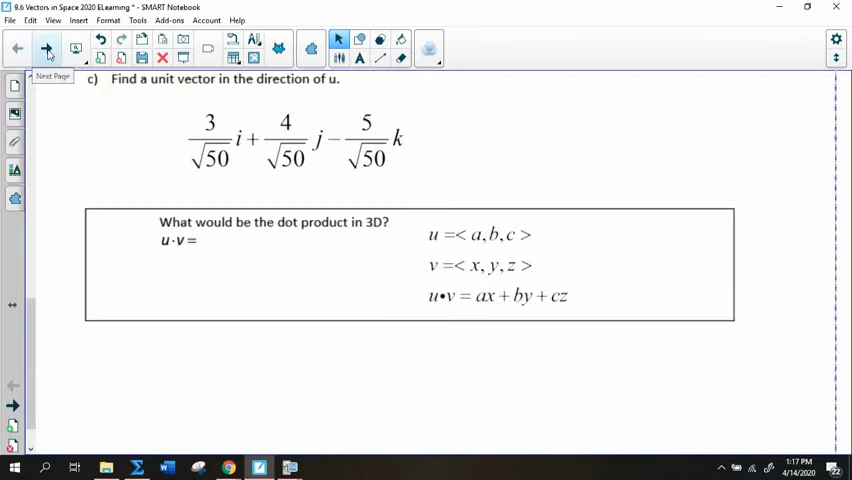 9.6 Vectors in Space 2020 ELearning * - SMART Notebook
File Edit View Insert Format Tools Add-ons Account Help
Next Page
c) Find a unit vector in the direction of u.
3/√50 i + 4/√50 j − 5/√50 k
What would be the dot product in 3D?
u·v =
u =< a, b, c >
v =< x, y, z >
u•v = ax + by + cz
1:17 PM
4/14/2020
22